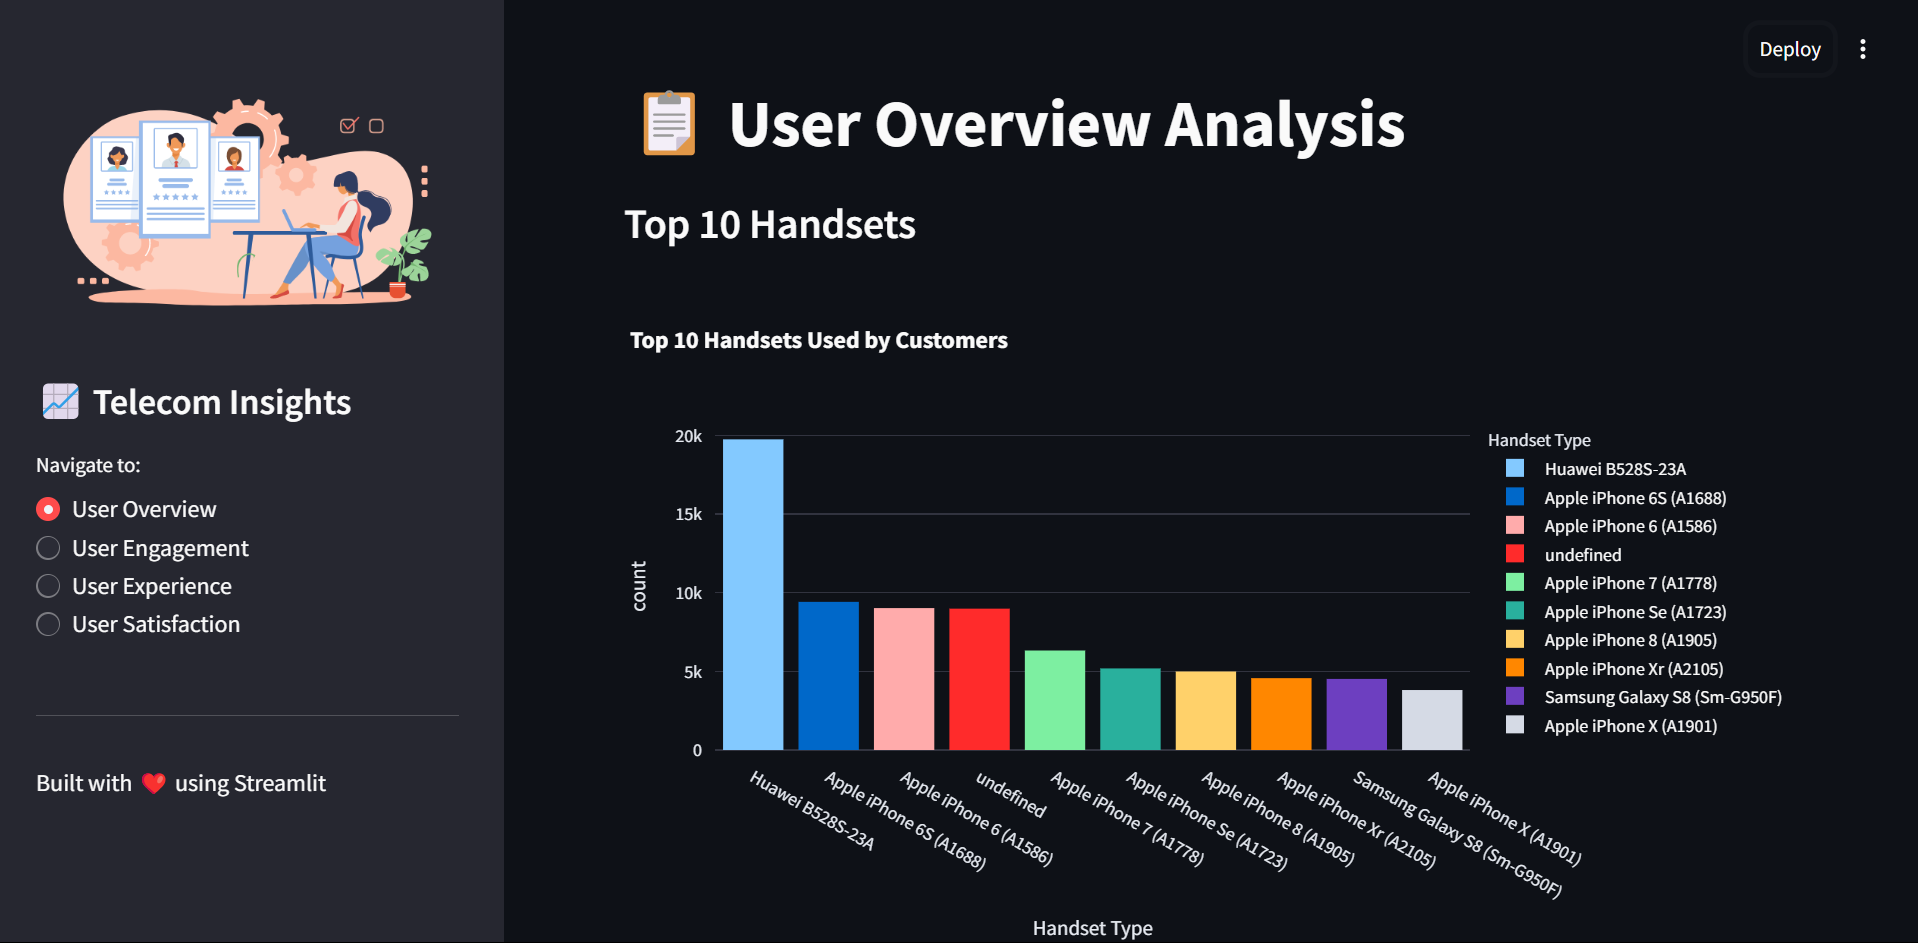 Deploy
User Overview Analysis
Top 10 Handsets
Telecom Insights
Navigate to:
User Overview
User Engagement
User Experience
User Satisfaction
Built with ❤️ using Streamlit
Top 10 Handsets Used by Customers
20k
15k
10k
5k
0
count
Huawei B528S-23A
Apple iPhone 6S (A1688)
Apple iPhone 6 (A1586)
undefined
Apple iPhone 7 (A1778)
Apple iPhone Se (A1723)
Apple iPhone 8 (A1905)
Apple iPhone Xr (A2105)
Samsung Galaxy S8 (Sm-G950F)
Apple iPhone X (A1901)
Handset Type
Handset Type
Huawei B528S-23A
Apple iPhone 6S (A1688)
Apple iPhone 6 (A1586)
undefined
Apple iPhone 7 (A1778)
Apple iPhone Se (A1723)
Apple iPhone 8 (A1905)
Apple iPhone Xr (A2105)
Samsung Galaxy S8 (Sm-G950F)
Apple iPhone X (A1901)